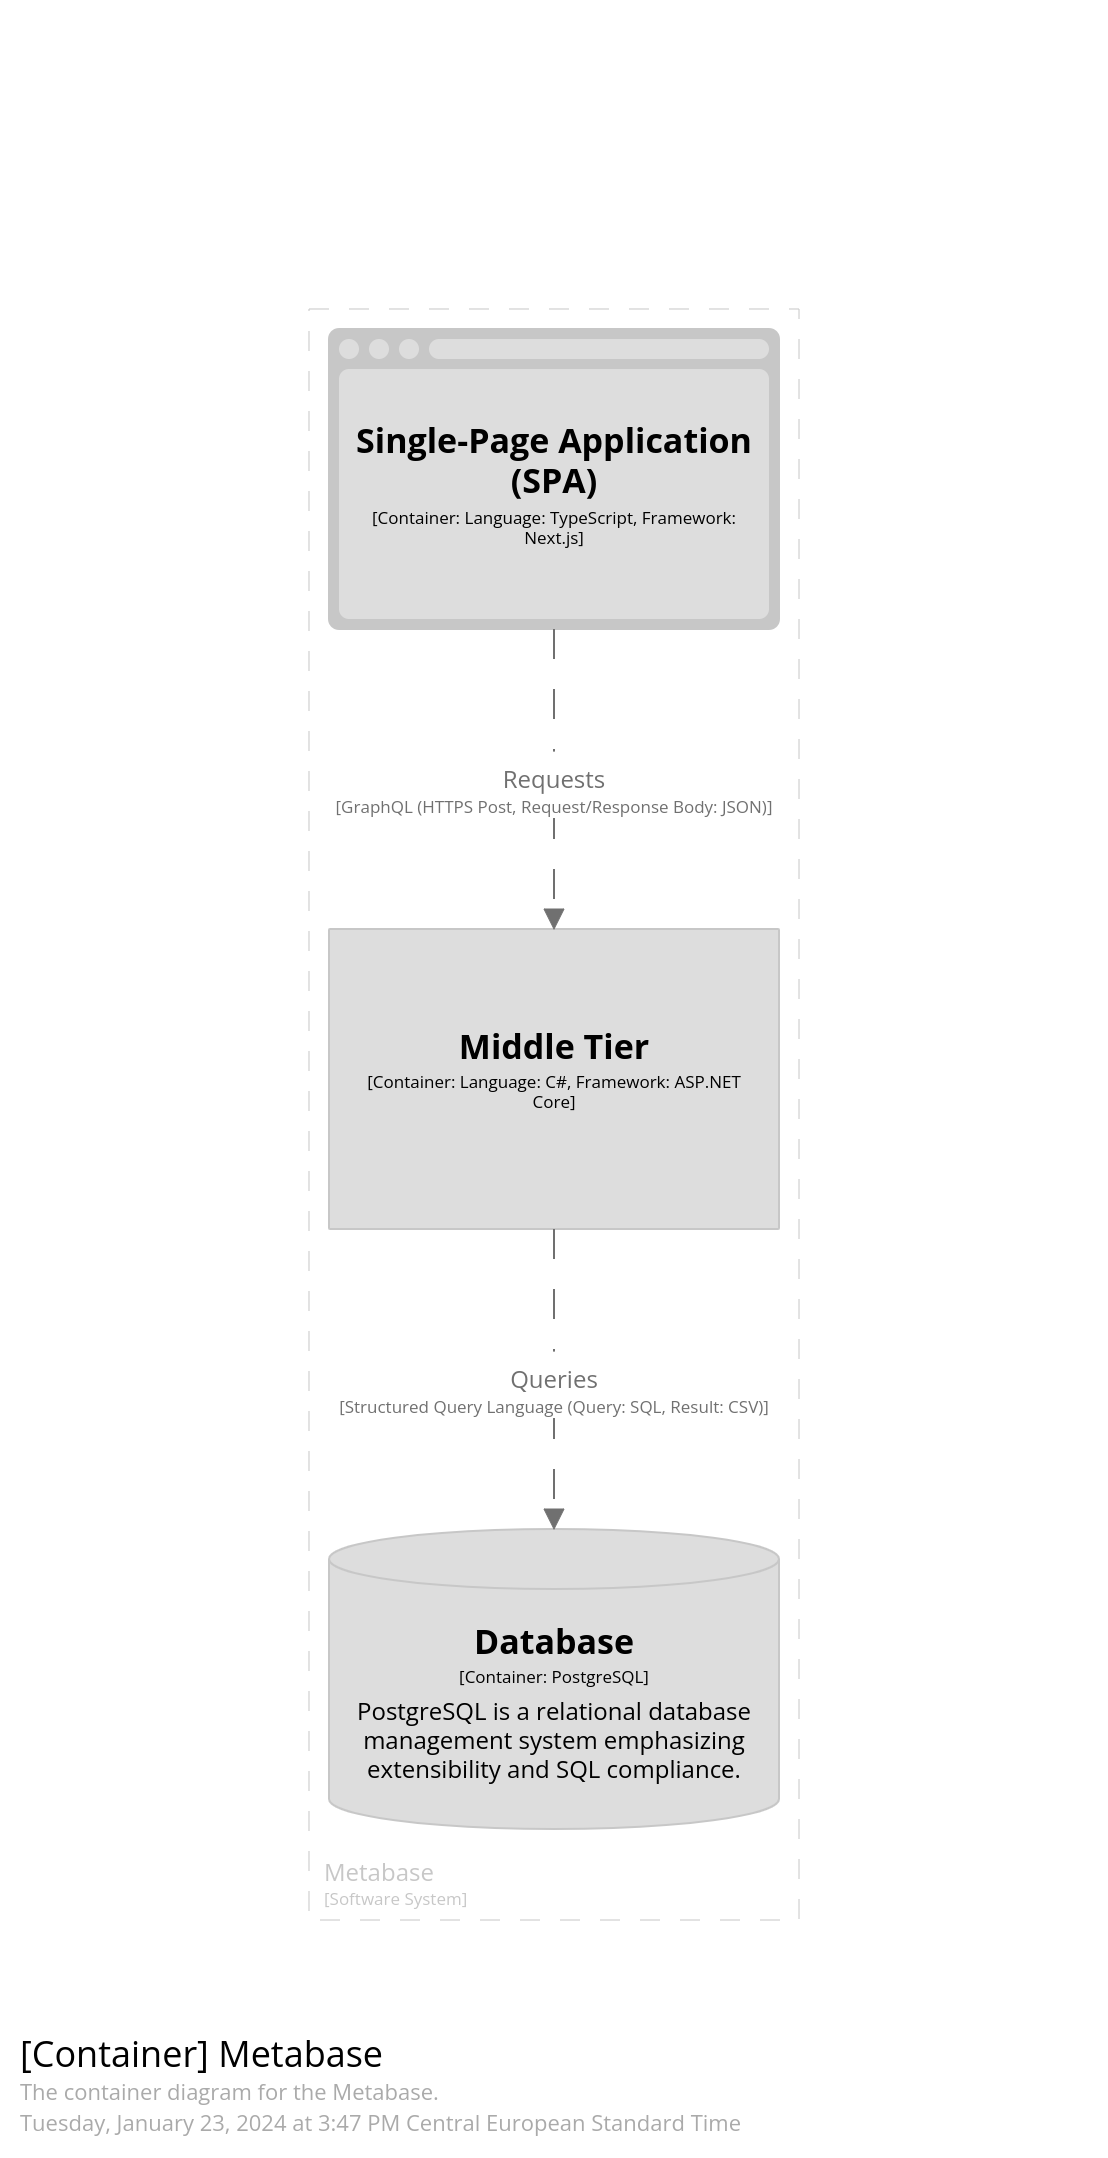 Single-Page Application
(SPA)
[Container: Language: TypeScript, Framework:
Next.js]
Requests
[GraphQL (HTTPS Post, Request/Response Body: JSON)]
Middle Tier
[Container: Language: C#, Framework: ASP.NET
Core]
Queries
[Structured Query Language (Query: SQL, Result: CSV)]
Database
[Container: PostgreSQL]
PostgreSQL is a relational database
management system emphasizing
extensibility and SQL compliance.
Metabase
[Software System]
[Container] Metabase
The container diagram for the Metabase.
Tuesday, January 23, 2024 at 3:47 PM Central European Standard Time